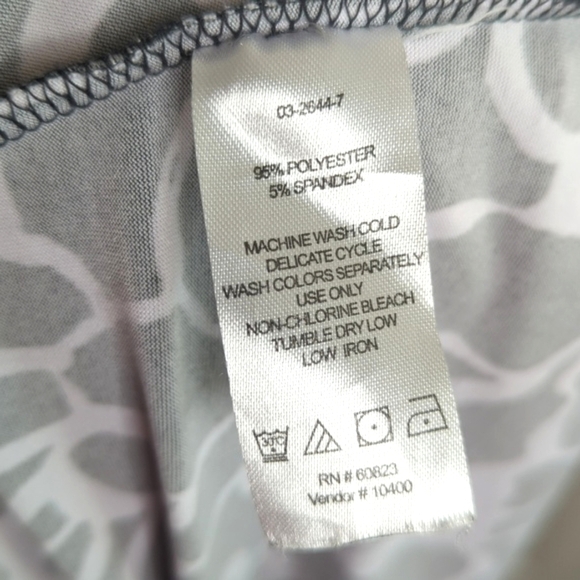 03-2644-7
95% POLYESTER
5% SPANDEX
MACHINE WASH COLD
DELICATE CYCLE
WASH COLORS SEPARATELY
USE ONLY
NON-CHLORINE BLEACH
TUMBLE DRY LOW
LOW IRON
30°C
RN # 60823
Vendor # 10400